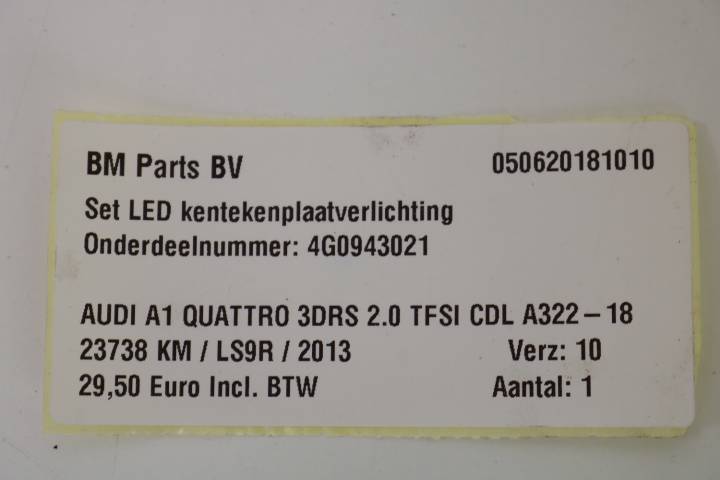 BM Parts BV 050620181010
Set LED kentekenplaatverlichting
Onderdeelnummer: 4G0943021
AUDI A1 QUATTRO 3DRS 2.0 TFSI CDL A322-18
23738 KM / LS9R / 2013 Verz: 10
29,50 Euro Incl. BTW Aantal: 1